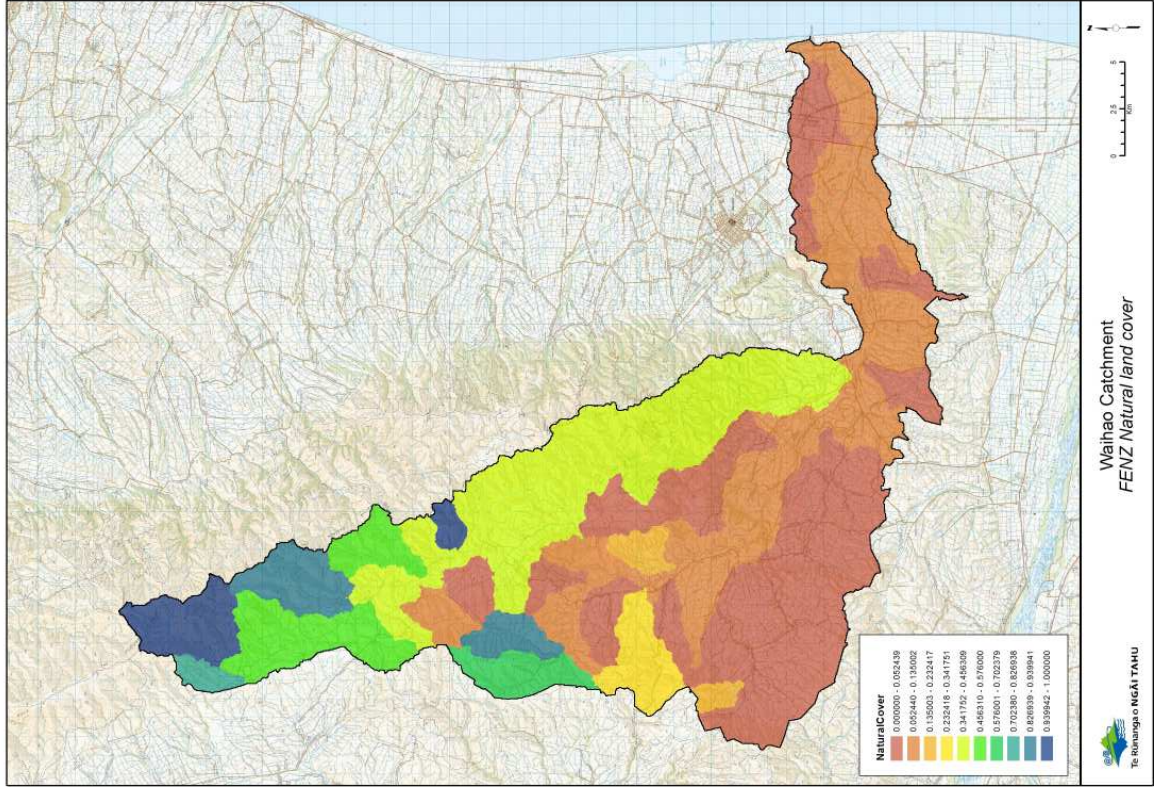 NaturalCover
0.000000 - 0.052439
0.052440 - 0.135002
0.135003 - 0.232417
0.232418 - 0.341751
0.341752 - 0.456309
0.456310 - 0.576000
0.576001 - 0.702379
0.702380 - 0.826938
0.826939 - 0.939941
0.939942 - 1.000000
Te Rūnanga o NGĀI TAHU
Waihao Catchment
FENZ Natural land cover
0 2.5 5
Km